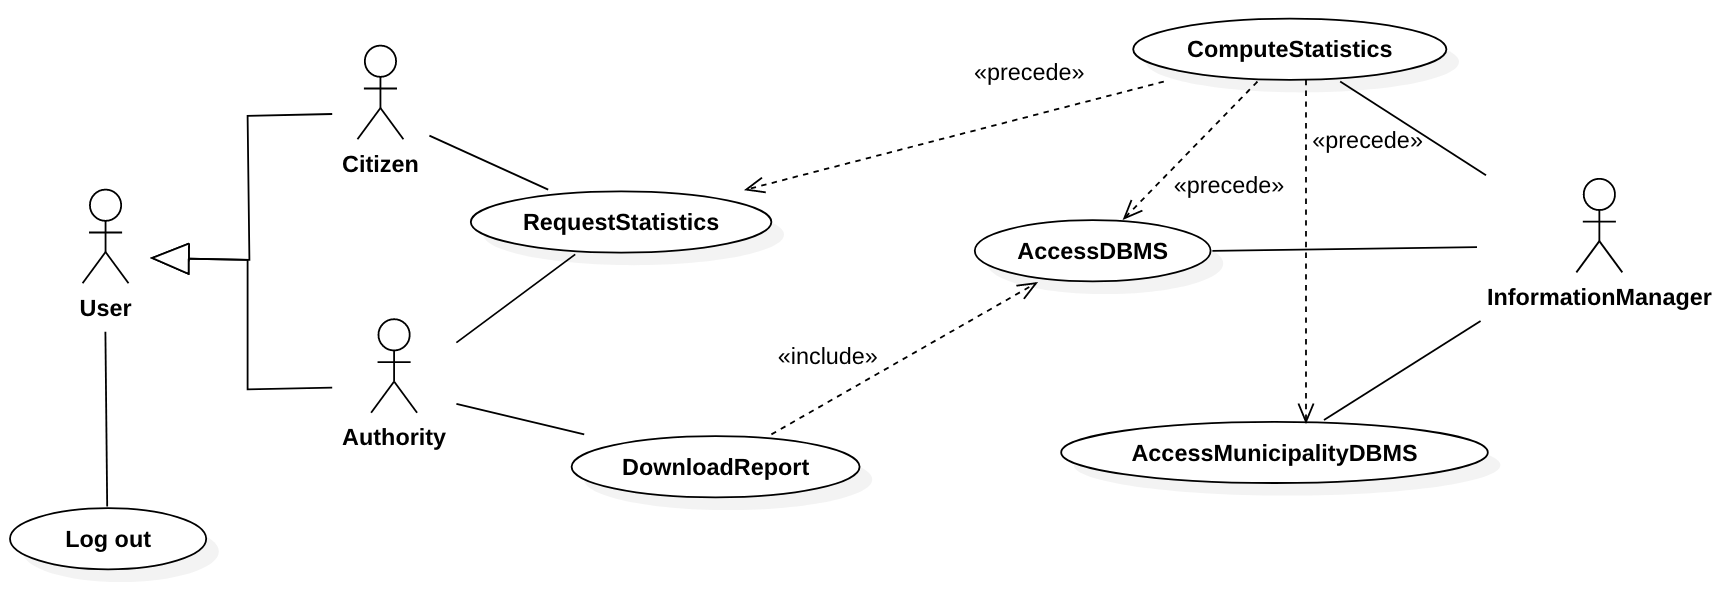 ComputeStatistics
«precede»
«precede»
Citizen
«precede»
RequestStatistics
AccessDBMS
InformationManager
User
«include»
Authority
AccessMunicipalityDBMS
DownloadReport
Log out